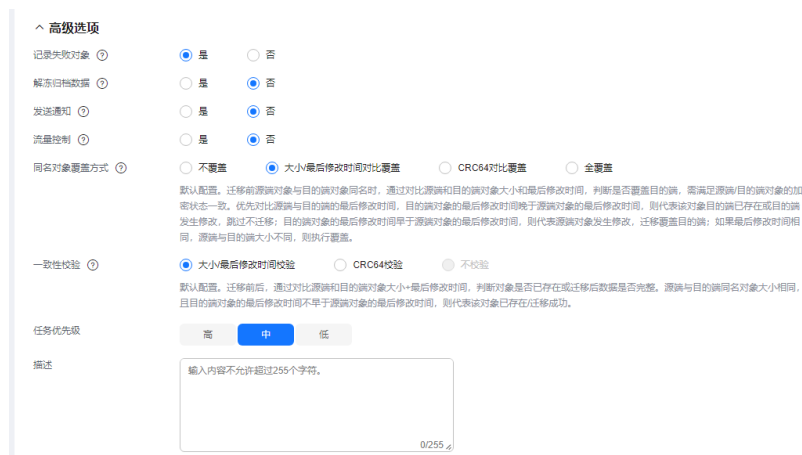 高级选项
记录失败对象 是 否
解冻归档数据 是 否
发送通知 是 否
流量控制 是 否
同名对象覆盖方式 不覆盖 大小/最后修改时间对比覆盖 CRC64对比覆盖 全覆盖
默认配置。迁移前源端对象与目的端对象同名时，通过对比源端和目的端对象大小和最后修改时间，判断是否覆盖目的端，需满足源端/目的端对象的加
密状态一致。优先对比源端与目的端的最后修改时间，目的端对象的最后修改时间晚于源端对象的最后修改时间，则代表该对象目的端已存在或目的端
发生修改，跳过不迁移；目的端对象的最后修改时间早于源端对象的最后修改时间，则代表源端对象发生修改，迁移覆盖目的端；如果最后修改时间相
同，源端与目的端大小不同，则执行覆盖。
一致性校验 大小/最后修改时间校验 CRC64校验 不校验
默认配置。迁移前后，通过对比源端和目的端对象大小+最后修改时间，判断对象是否已存在或迁移后数据是否完整。源端与目的端同名对象大小相同，
且目的端对象的最后修改时间不早于源端对象的最后修改时间，则代表该对象已存在/迁移成功。
任务优先级 高 中 低
描述 输入内容不允许超过255个字符。
0/255